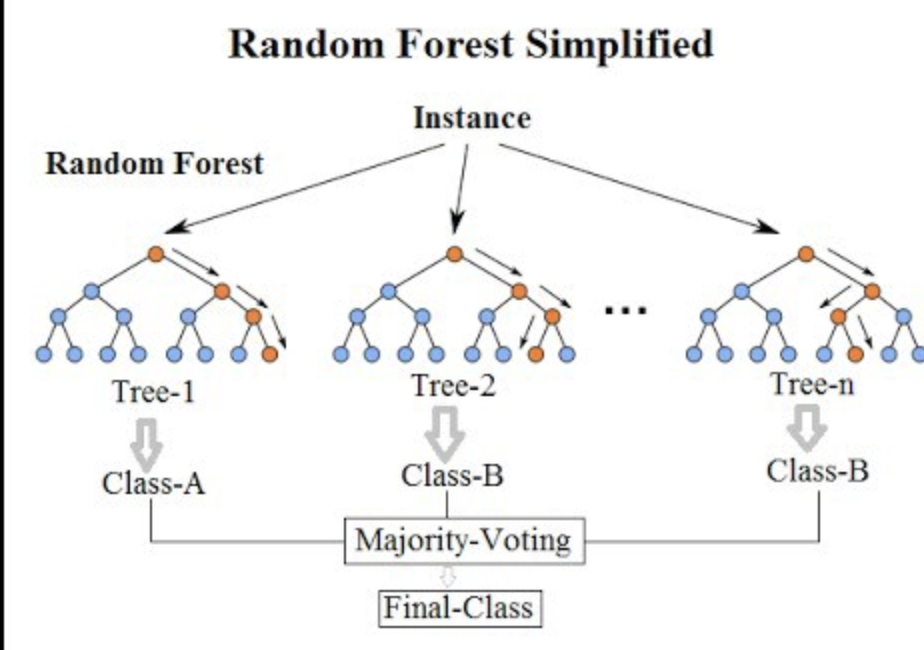 Random Forest Simplified
Instance
Random Forest
...
Tree-1
Tree-2
Tree-n
Class-A
Class-B
Class-B
Majority-Voting
Final-Class